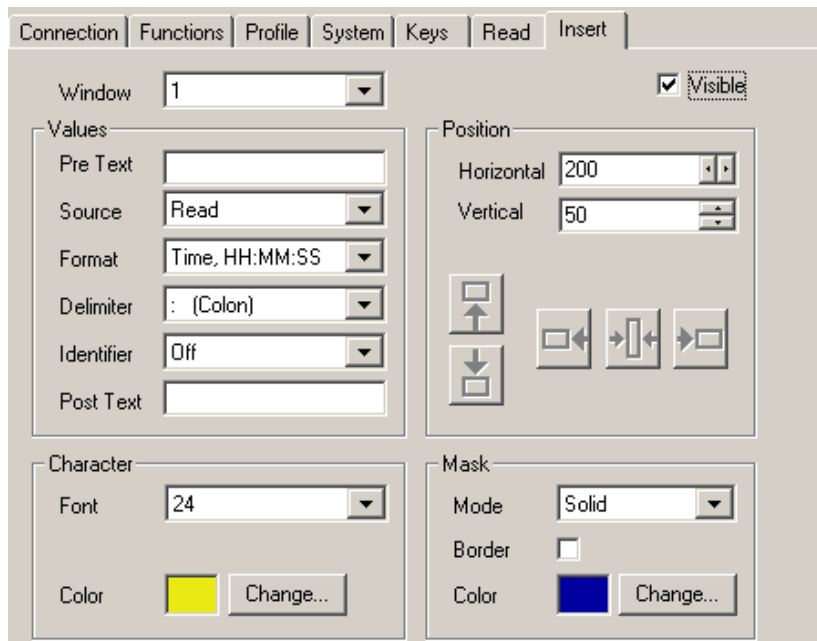 Connection Functions Profile System Keys Read Insert
Window 1 Visible
Values
Pre Text
Source Read
Format Time, HH:MM:SS
Delimiter : (Colon)
Identifier Off
Post Text
Position
Horizontal 200
Vertical 50
Character
Font 24
Color Change...
Mask
Mode Solid
Border
Color Change...